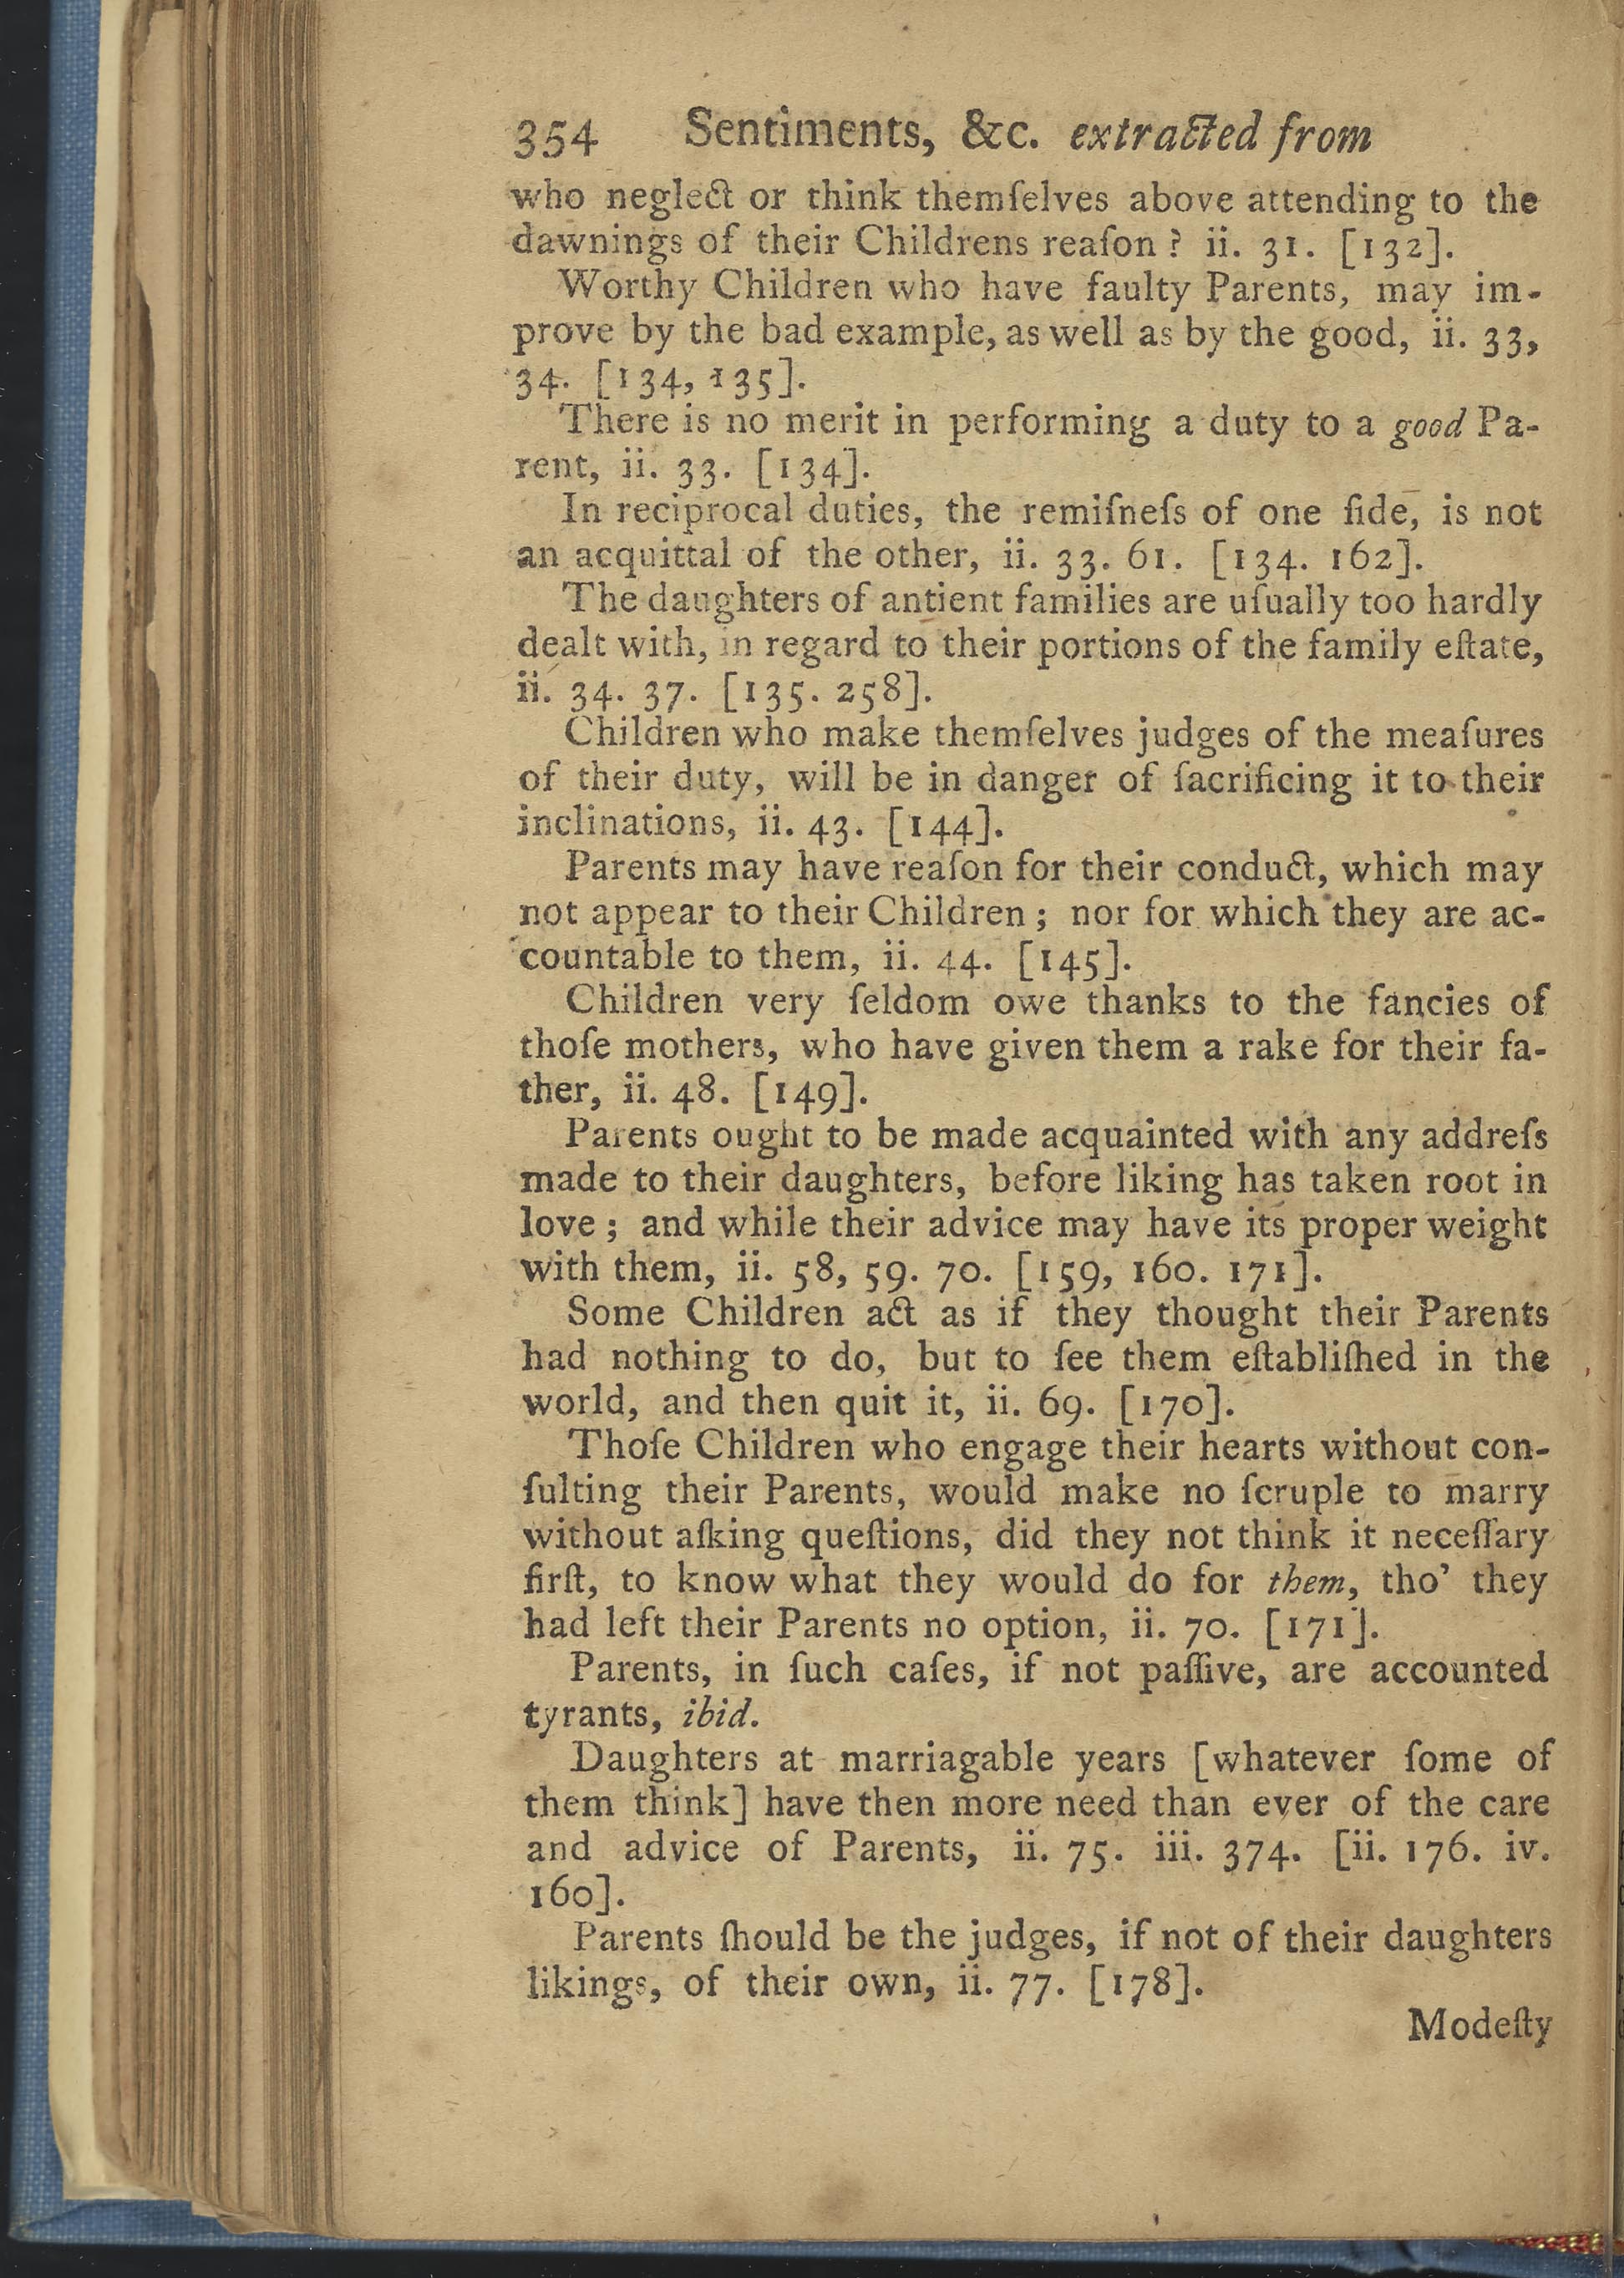 354 Sentiments, &c. extracted from
who neglect or think themſelves above attending to the
dawnings of their Childrens reaſon ? ii. 31. [132].
Worthy Children who have faulty Parents, may im-
prove by the bad example, as well as by the good, ii. 33,
34. [134, 135].
There is no merit in performing a duty to a good Pa-
rent, ii. 33. [134].
In reciprocal duties, the remiſneſs of one ſide, is not
an acquittal of the other, ii. 33. 61. [134. 162].
The daughters of antient families are uſually too hardly
dealt with, in regard to their portions of the family eſtate,
ii. 34. 37. [135. 258].
Children who make themſelves judges of the meaſures
of their duty, will be in danger of ſacrificing it to their
inclinations, ii. 43. [144].
Parents may have reaſon for their conduct, which may
not appear to their Children ; nor for which they are ac-
countable to them, ii. 44. [145].
Children very ſeldom owe thanks to the fancies of
thoſe mothers, who have given them a rake for their fa-
ther, ii. 48. [149].
Parents ought to be made acquainted with any addreſs
made to their daughters, before liking has taken root in
love ; and while their advice may have its proper weight
with them, ii. 58, 59. 70. [159, 160. 171].
Some Children act as if they thought their Parents
had nothing to do, but to ſee them eſtabliſhed in the
world, and then quit it, ii. 69. [170].
Thoſe Children who engage their hearts without con-
ſulting their Parents, would make no ſcruple to marry
without aſking queſtions, did they not think it neceſſary
firſt, to know what they would do for them, tho’ they
had left their Parents no option, ii. 70. [171].
Parents, in ſuch caſes, if not paſſive, are accounted
tyrants, ibid.
Daughters at marriagable years [whatever ſome of
them think] have then more need than ever of the care
and advice of Parents, ii. 75. iii. 374. [ii. 176. iv.
160].
Parents ſhould be the judges, if not of their daughters
likings, of their own, ii. 77. [178].
Modeſty